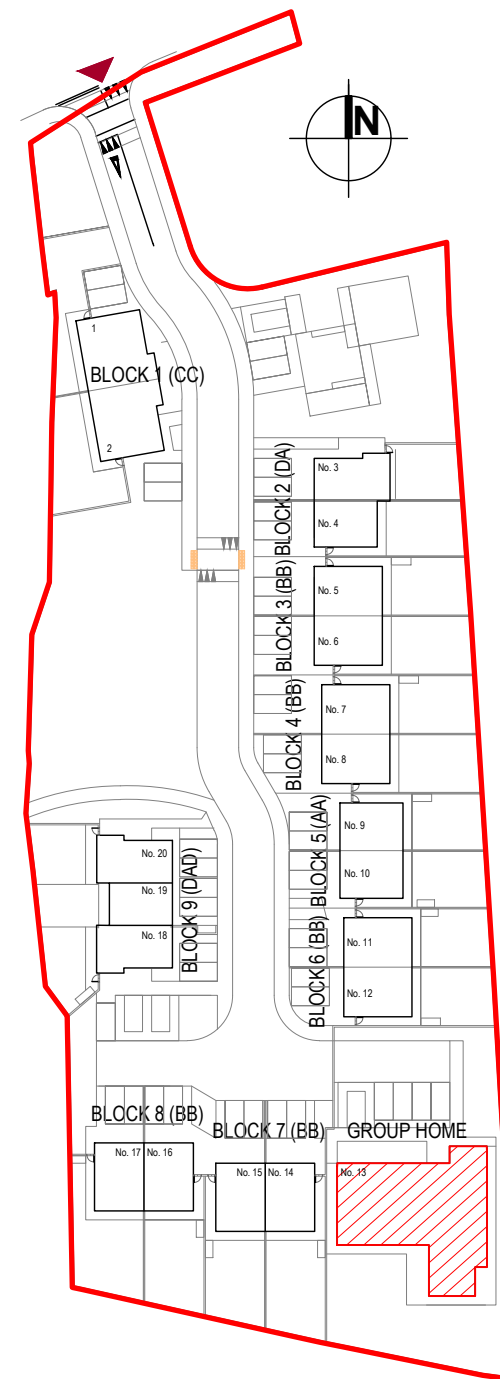 N
1
BLOCK 1 (CC)
2
BLOCK 2 (DA)
No. 3
No. 4
BLOCK 3 (BB)
No. 5
No. 6
BLOCK 4 (BB)
No. 7
No. 8
BLOCK 5 (AA)
No. 9
No. 10
BLOCK 6 (BB)
No. 11
No. 12
No. 20
No. 19
No. 18
BLOCK 9 (DAD)
BLOCK 8 (BB)
No. 17
No. 16
BLOCK 7 (BB)
No. 15
No. 14
GROUP HOME
No. 13